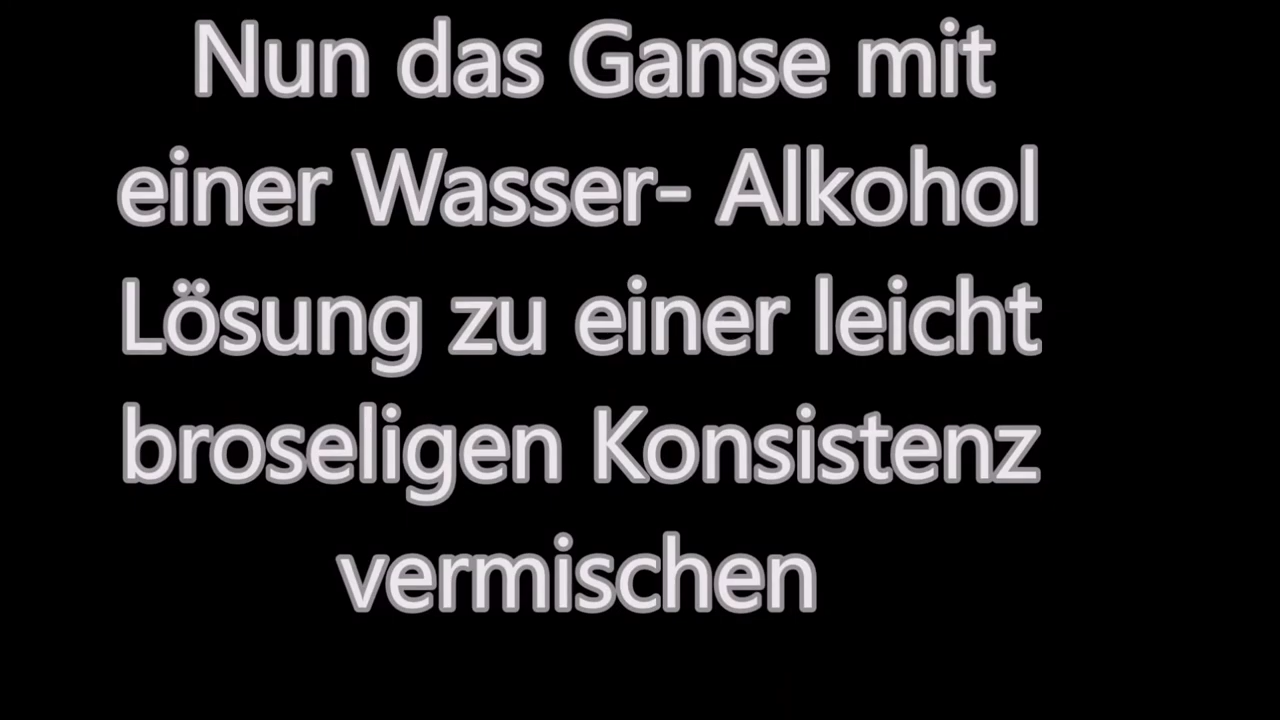 Nun das Ganse mit
einer Wasser- Alkohol
Lösung zu einer leicht
broseligen Konsistenz
vermischen